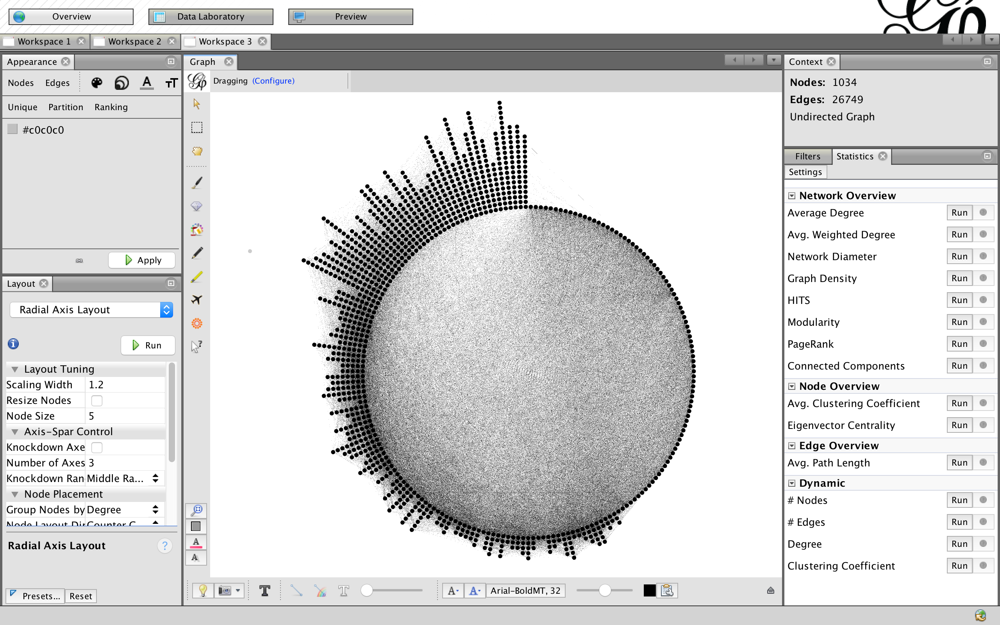 Overview
Data Laboratory
Preview
Workspace 1
Workspace 2
Workspace 3
Appearance
Nodes Edges
Unique Partition Ranking
#c0c0c0
Apply
Layout
Radial Axis Layout
Run
Layout Tuning
Scaling Width 1.2
Resize Nodes
Node Size 5
Axis-Spar Control
Knockdown Axe
Number of Axes 3
Knockdown Ran Middle Ra...
Node Placement
Group Nodes by Degree
Node Layout Dir Counter C
Radial Axis Layout
Presets... Reset
Graph
Dragging (Configure)
Arial-BoldMT, 32
Context
Nodes: 1034
Edges: 26749
Undirected Graph
Filters Statistics
Settings
Network Overview
Average Degree Run
Avg. Weighted Degree Run
Network Diameter Run
Graph Density Run
HITS Run
Modularity Run
PageRank Run
Connected Components Run
Node Overview
Avg. Clustering Coefficient Run
Eigenvector Centrality Run
Edge Overview
Avg. Path Length Run
Dynamic
# Nodes Run
# Edges Run
Degree Run
Clustering Coefficient Run